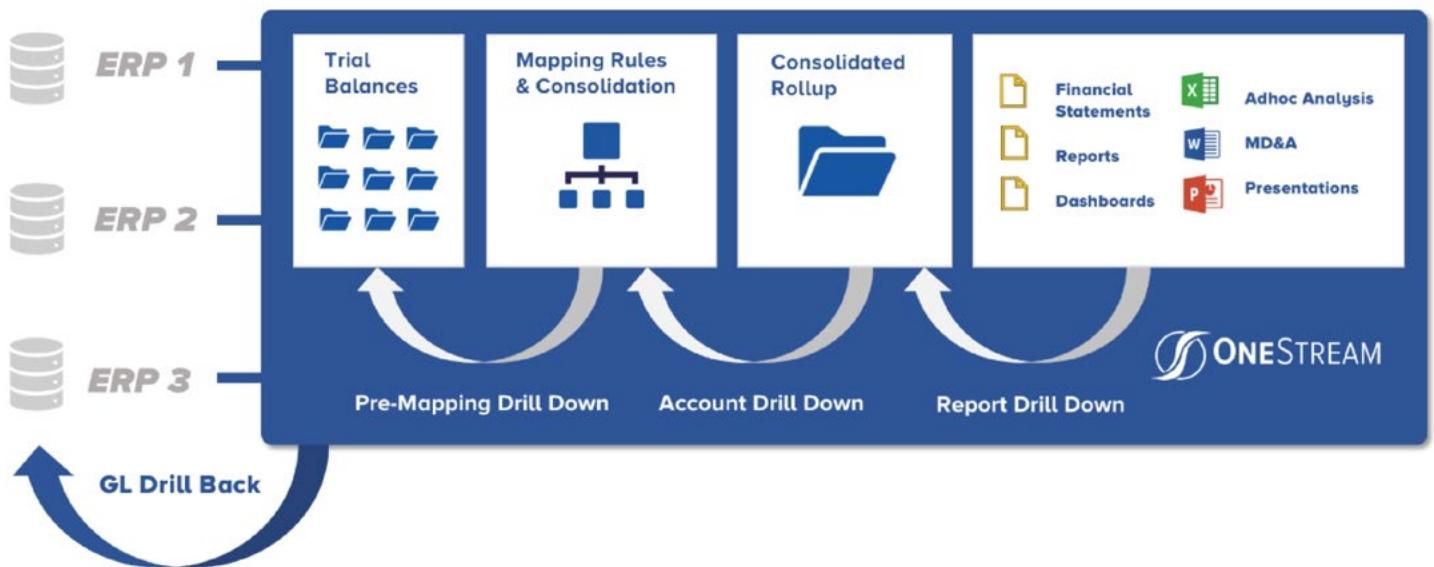 ERP 1
ERP 2
ERP 3
Trial
Balances
Mapping Rules
& Consolidation
Consolidated
Rollup
Financial
Statements
Reports
Dashboards
X
Adhoc Analysis
W
MD&A
P
Presentations
Pre-Mapping Drill Down
Account Drill Down
Report Drill Down
ONESTREAM
GL Drill Back